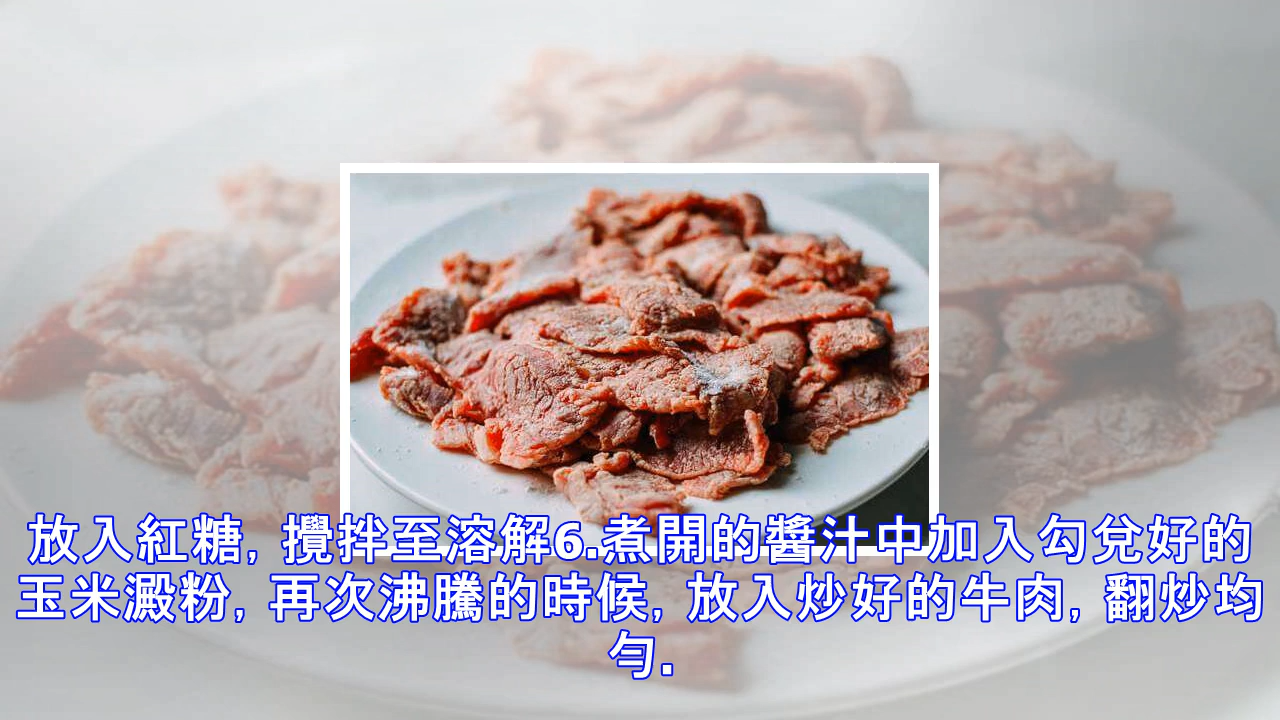 放入紅糖, 攪拌至溶解6.煮開的醬汁中加入勾兌好的
玉米澱粉, 再次沸騰的時候, 放入炒好的牛肉, 翻炒均
勻.